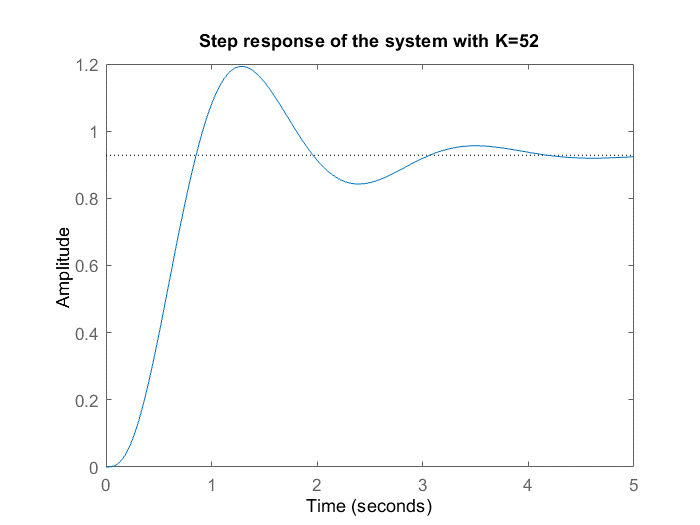 Step response of the system with K=52
1.2
1
0.8
0.6
0.4
0.2
0
Amplitude
0 1 2 3 4 5
Time (seconds)